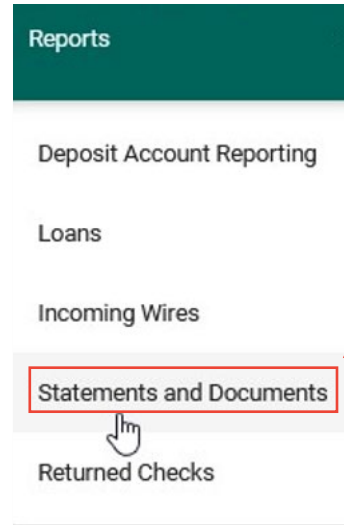 Reports
Deposit Account Reporting
Loans
Incoming Wires
Statements and Documents
Returned Checks